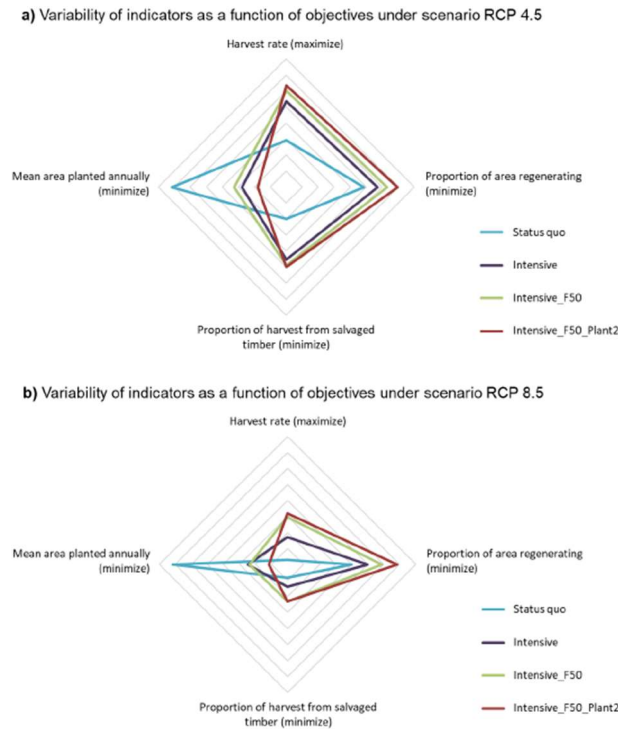 a) Variability of indicators as a function of objectives under scenario RCP 4.5
Harvest rate (maximize)
Mean area planted annually
(minimize)
Proportion of area regenerating
(minimize)
Status quo
Intensive
Intensive_F50
Intensive_F50_Plant2
Proportion of harvest from salvaged
timber (minimize)
b) Variability of indicators as a function of objectives under scenario RCP 8.5
Harvest rate (maximize)
Mean area planted annually
(minimize)
Proportion of area regenerating
(minimize)
Status quo
Intensive
Intensive_F50
Intensive_F50_Plant2
Proportion of harvest from salvaged
timber (minimize)